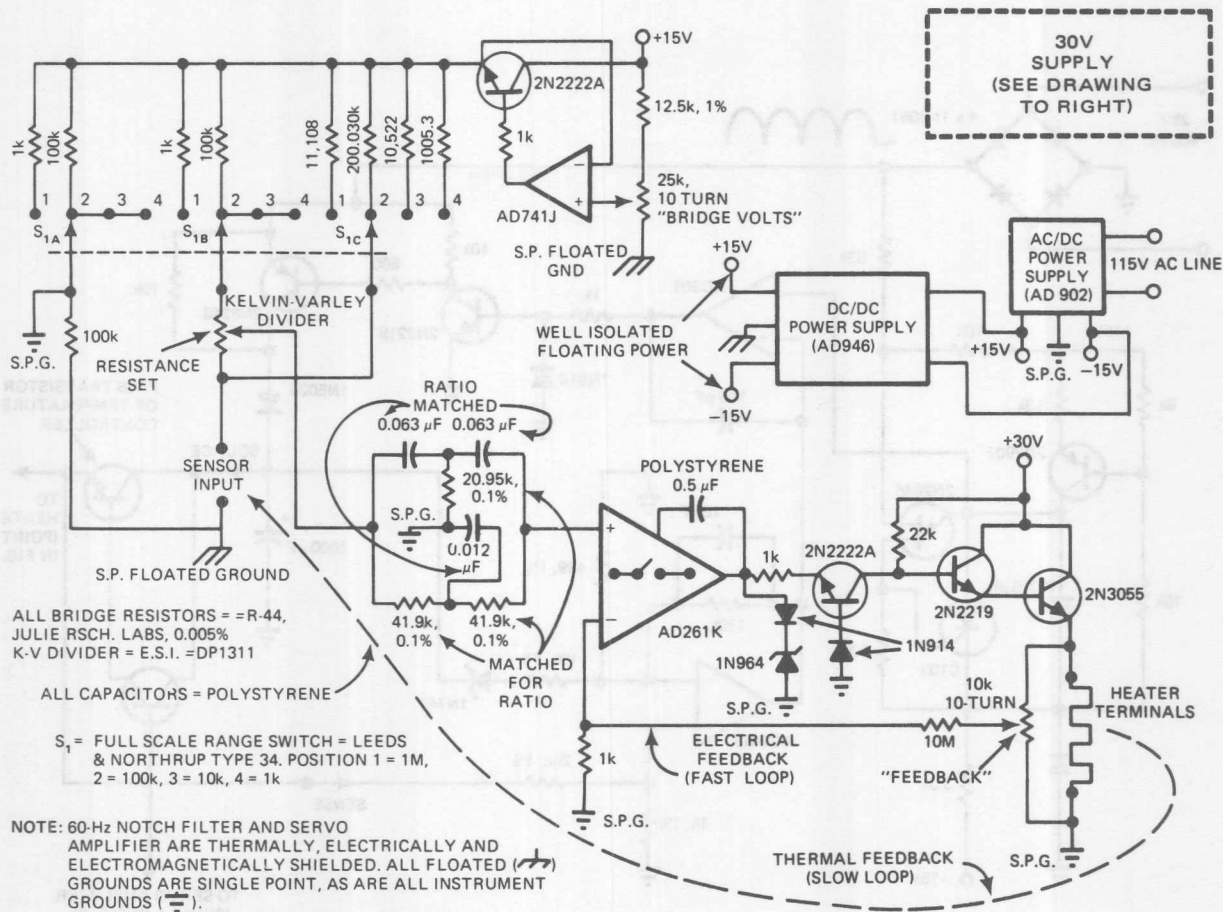 +15V
30V
SUPPLY
(SEE DRAWING
TO RIGHT)
2N2222A
12.5k, 1%
1k
100k
1k
100k
11,108
200.030k
10,522
1005.3
1k
AD741J
25k,
10 TURN
"BRIDGE VOLTS"
1 2 3 4
1 2 3 4
1 2 3 4
S1A
S1B
S1C
S.P. FLOATED
GND
AC/DC
POWER
SUPPLY
(AD 902)
115V AC LINE
+15V
KELVIN-VARLEY
DIVIDER
S.P.G.
100k
RESISTANCE
SET
WELL ISOLATED
FLOATING POWER
DC/DC
POWER SUPPLY
(AD946)
+15V
S.P.G.
–15V
–15V
RATIO
MATCHED
0.063 µF 0.063 µF
+30V
SENSOR
INPUT
20.95k,
0.1%
POLYSTYRENE
0.5 µF
S.P.G.
0.012
µF
22k
1k
2N2222A
S.P. FLOATED GROUND
2N2219
2N3055
41.9k,
0.1%
41.9k,
0.1%
AD261K
1N914
1N964
MATCHED
FOR
RATIO
ALL BRIDGE RESISTORS = =R-44,
JULIE RSCH. LABS, 0.005%
K-V DIVIDER = E.S.I. =DP1311
S.P.G.
10k
10-TURN
HEATER
TERMINALS
ALL CAPACITORS = POLYSTYRENE
10M
1k
ELECTRICAL
FEEDBACK
(FAST LOOP)
"FEEDBACK"
S1 = FULL SCALE RANGE SWITCH = LEEDS
& NORTHRUP TYPE 34. POSITION 1 = 1M,
2 = 100k, 3 = 10k, 4 = 1k
S.P.G.
S.P.G.
NOTE: 60-Hz NOTCH FILTER AND SERVO
AMPLIFIER ARE THERMALLY, ELECTRICALLY AND
ELECTROMAGNETICALLY SHIELDED. ALL FLOATED ( )
GROUNDS ARE SINGLE POINT, AS ARE ALL INSTRUMENT
GROUNDS ( ).
THERMAL FEEDBACK
(SLOW LOOP)